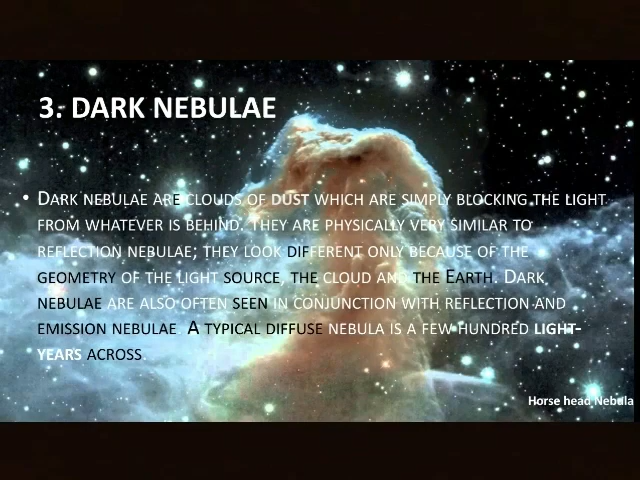 3. DARK NEBULAE
• DARK NEBULAE ARE CLOUDS OF DUST WHICH ARE SIMPLY BLOCKING THE LIGHT
FROM WHATEVER IS BEHIND. THEY ARE PHYSICALLY VERY SIMILAR TO
REFLECTION NEBULAE; THEY LOOK DIFFERENT ONLY BECAUSE OF THE
GEOMETRY OF THE LIGHT SOURCE, THE CLOUD AND THE EARTH. DARK
NEBULAE ARE ALSO OFTEN SEEN IN CONJUNCTION WITH REFLECTION AND
EMISSION NEBULAE A TYPICAL DIFFUSE NEBULA IS A FEW HUNDRED LIGHT-
YEARS ACROSS
Horse head Nebula